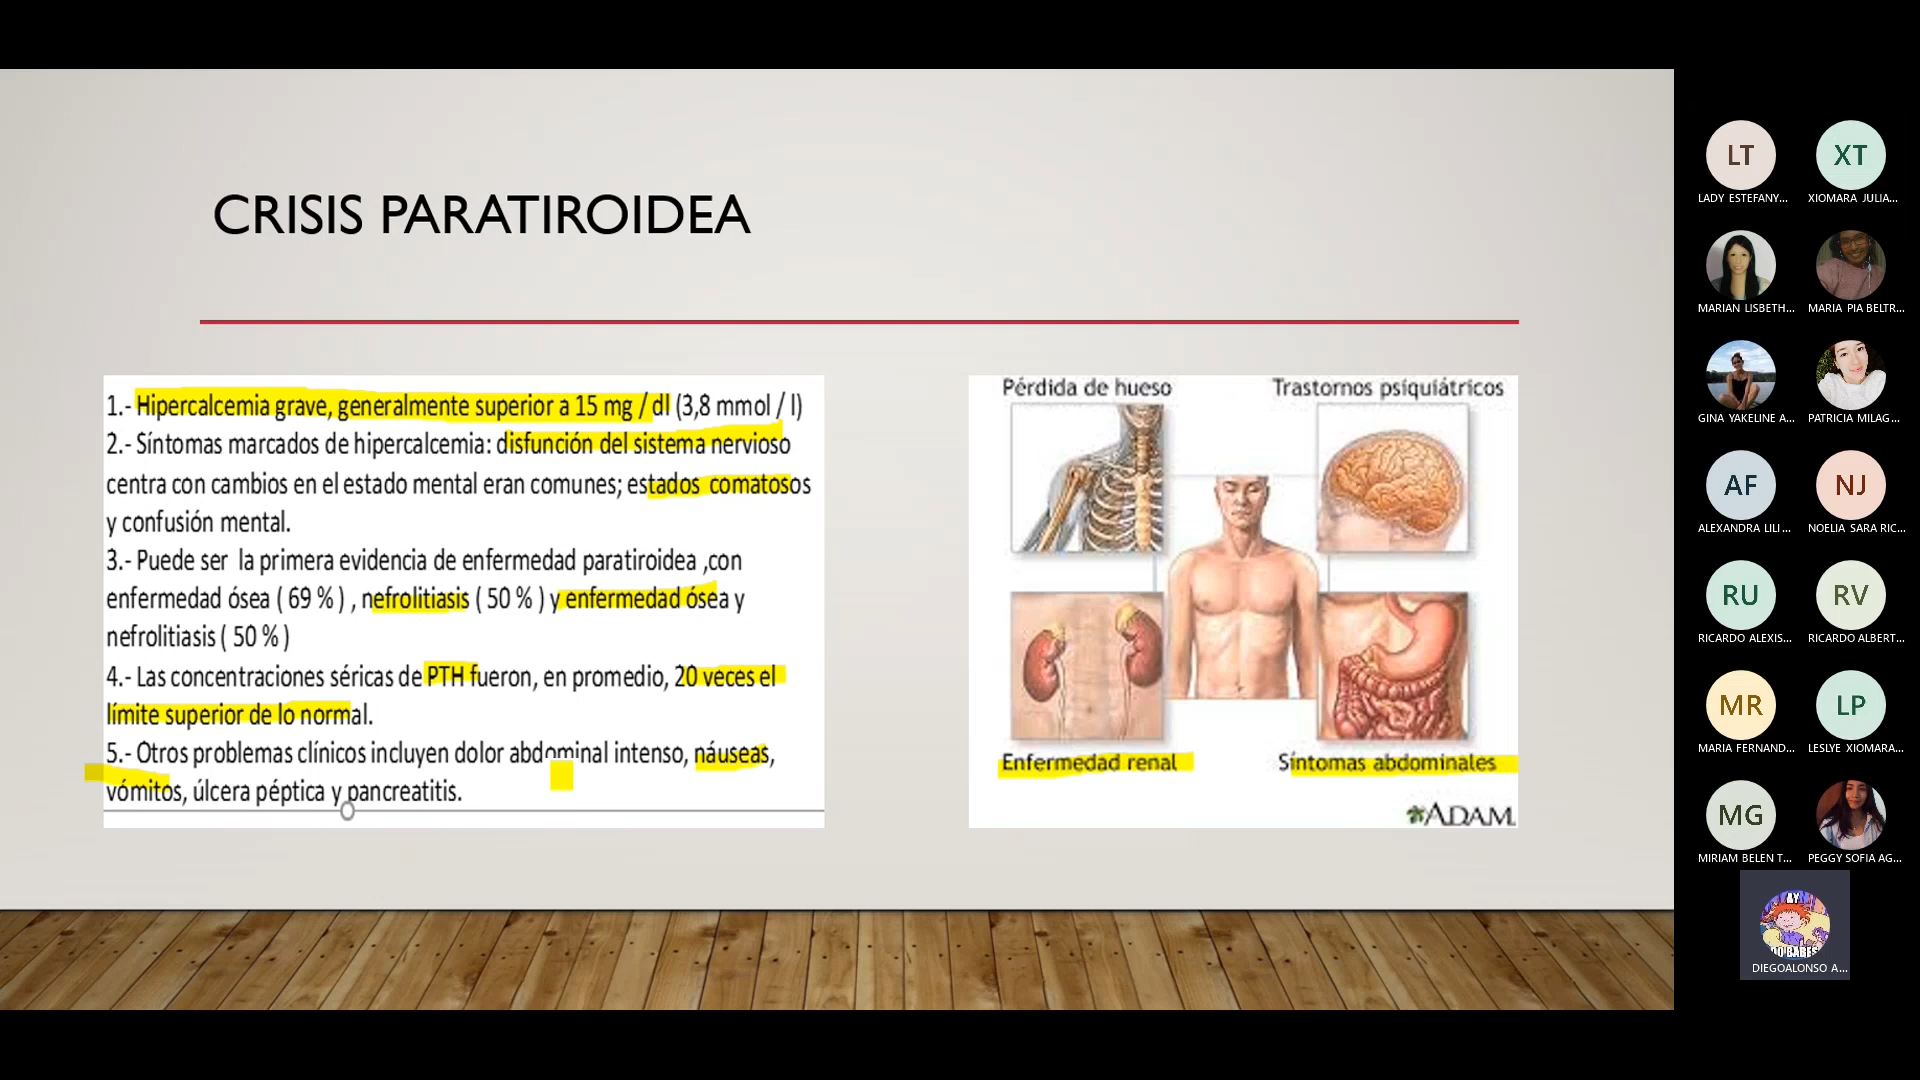 CRISIS PARATIROIDEA
1.- Hipercalcemia grave, generalmente superior a 15 mg / dl (3,8 mmol / l)
2.- Síntomas marcados de hipercalcemia: disfunción del sistema nervioso
centra con cambios en el estado mental eran comunes; estados comatosos
y confusión mental.
3.- Puede ser la primera evidencia de enfermedad paratiroidea ,con
enfermedad ósea ( 69 % ) , nefrolitiasis ( 50 % ) y enfermedad ósea y
nefrolitiasis ( 50 % )
4.- Las concentraciones séricas de PTH fueron, en promedio, 20 veces el
límite superior de lo normal.
5.- Otros problemas clínicos incluyen dolor abdominal intenso, náuseas,
vómitos, úlcera péptica y pancreatitis.
Pérdida de hueso
Trastornos psiquiátricos
Enfermedad renal
Síntomas abdominales
ADAM.
LT
XT
LADY ESTEFANY...
XIOMARA JULIA...
MARIAN LISBETH...
MARIA PIA BELTR...
GINA YAKELINE A...
PATRICIA MILAG...
AF
NJ
ALEXANDRA LILI...
NOELIA SARA RIC...
RU
RV
RICARDO ALEXIS...
RICARDO ALBERT...
MR
LP
MARIA FERNAND...
LESLYE XIOMARA...
MG
MIRIAM BELEN T...
PEGGY SOFIA AG...
AY
DIEGOALONSO A...